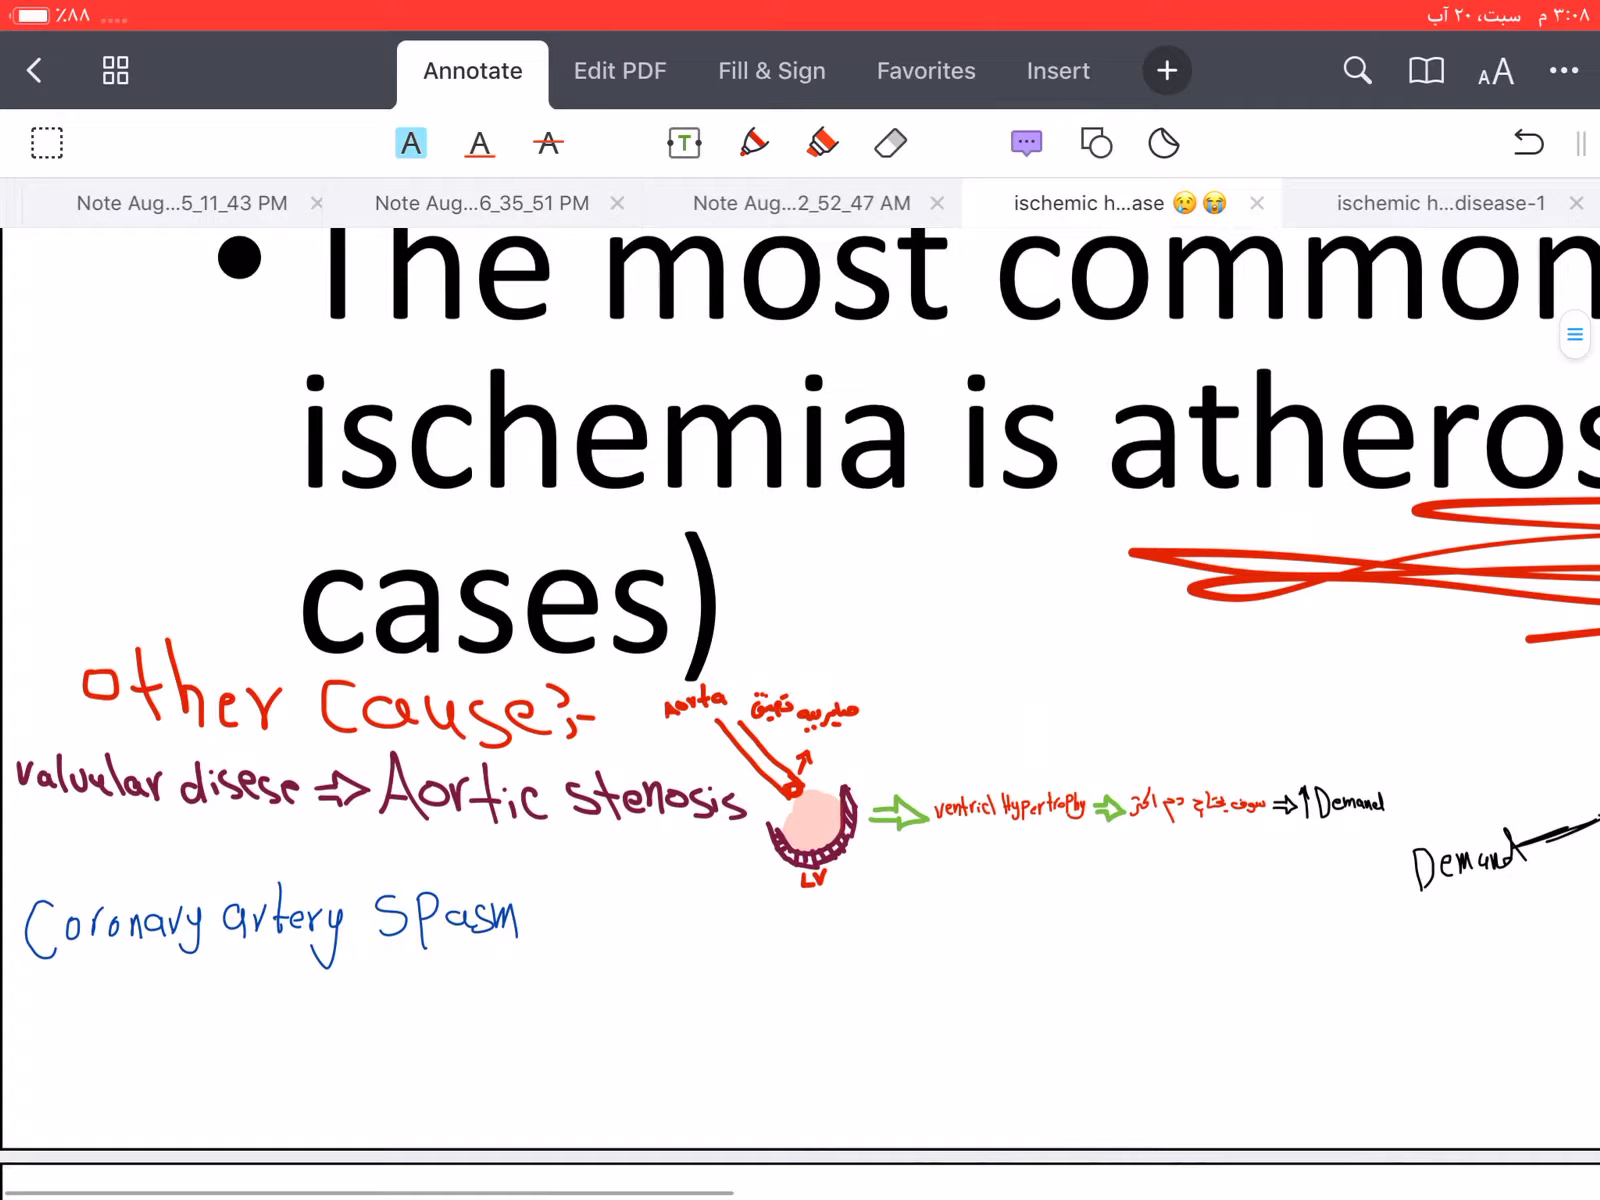 ٪٨٨
٣:٠٨ م سبت، ٢٠ آب
Annotate
Edit PDF
Fill & Sign
Favorites
Insert
Note Aug...5_11_43 PM
Note Aug...6_35_51 PM
Note Aug...2_52_47 AM
ischemic h...ase 😢 😭
ischemic h...disease-1
• The most common
ischemia is atheros
cases)
other Cause:-
Aorta
تضيق
valvular disese ⇒ Aortic stenosis
LV
⇒ ventricl Hypertrophy ⇒ سوف يحتاج دم اكثر ⇒ ↑ Demand
Demand
Coronary artery spasm